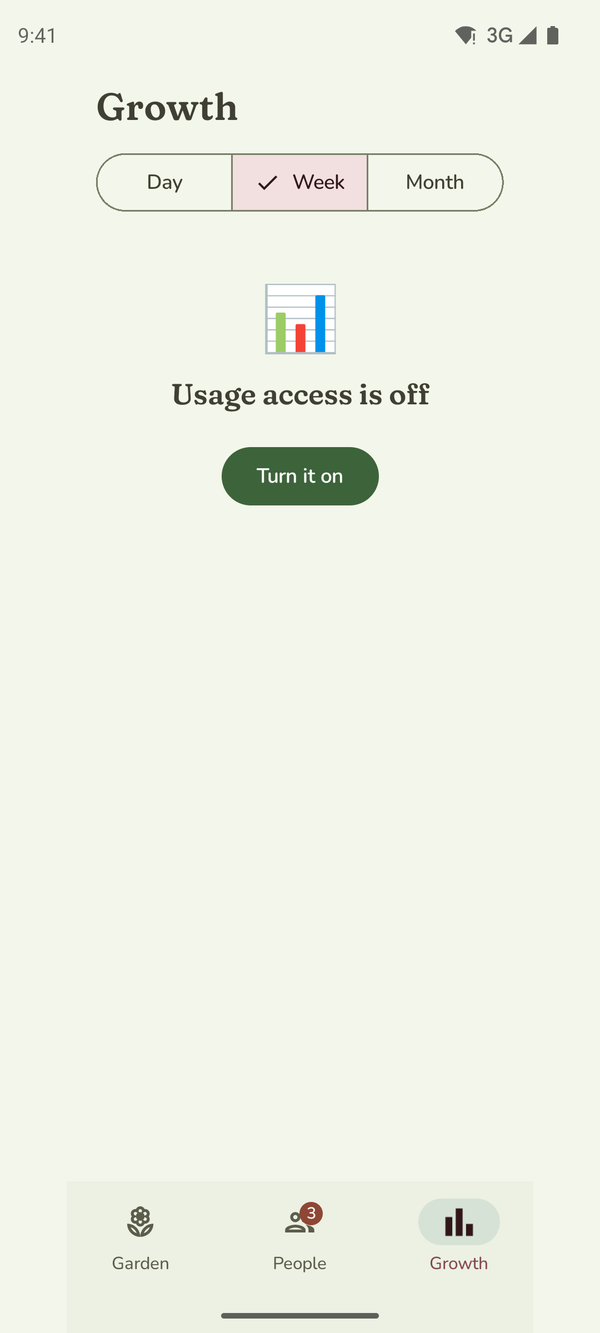 9:41
3G
Growth
Day
Week
Month
Usage access is off
Turn it on
3
Garden
People
Growth